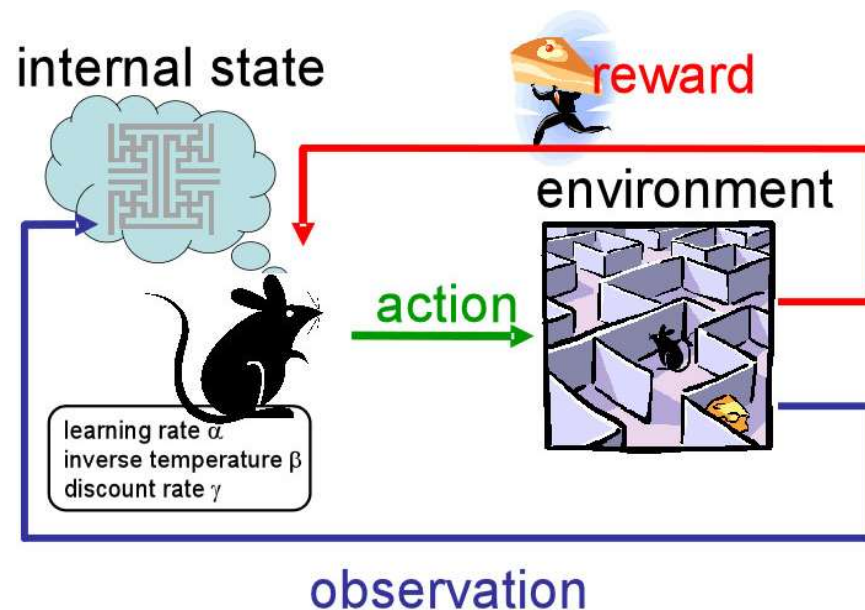 internal state
reward
environment
action
learning rate α
inverse temperature β
discount rate γ
observation